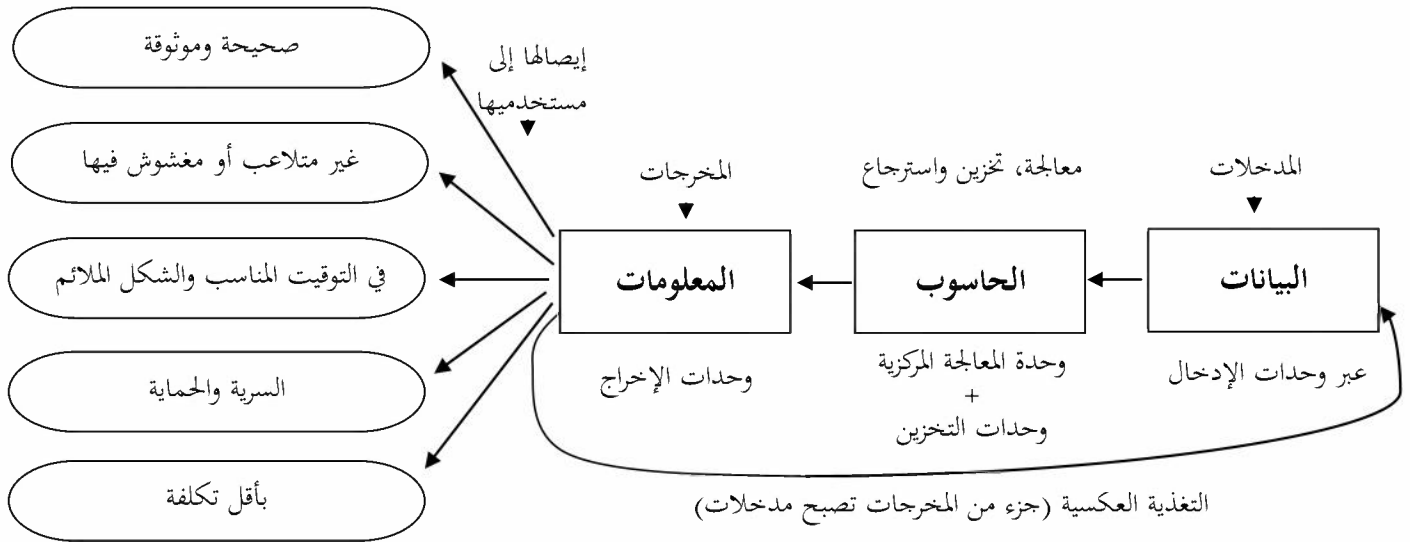 صحيحة وموثوقة
إيصالها إلى
مستخدميها
غير متلاعب أو مغشوش فيها
المدخلات
معالجة، تخزين واسترجاع
المخرجات
البيانات
الحاسوب
المعلومات
في التوقيت المناسب والشكل الملائم
عبر وحدات الإدخال
وحدة المعالجة المركزية
+
وحدات التخزين
وحدات الإخراج
السرية والحماية
بأقل تكلفة
التغذية العكسية (جزء من المخرجات تصبح مدخلات)